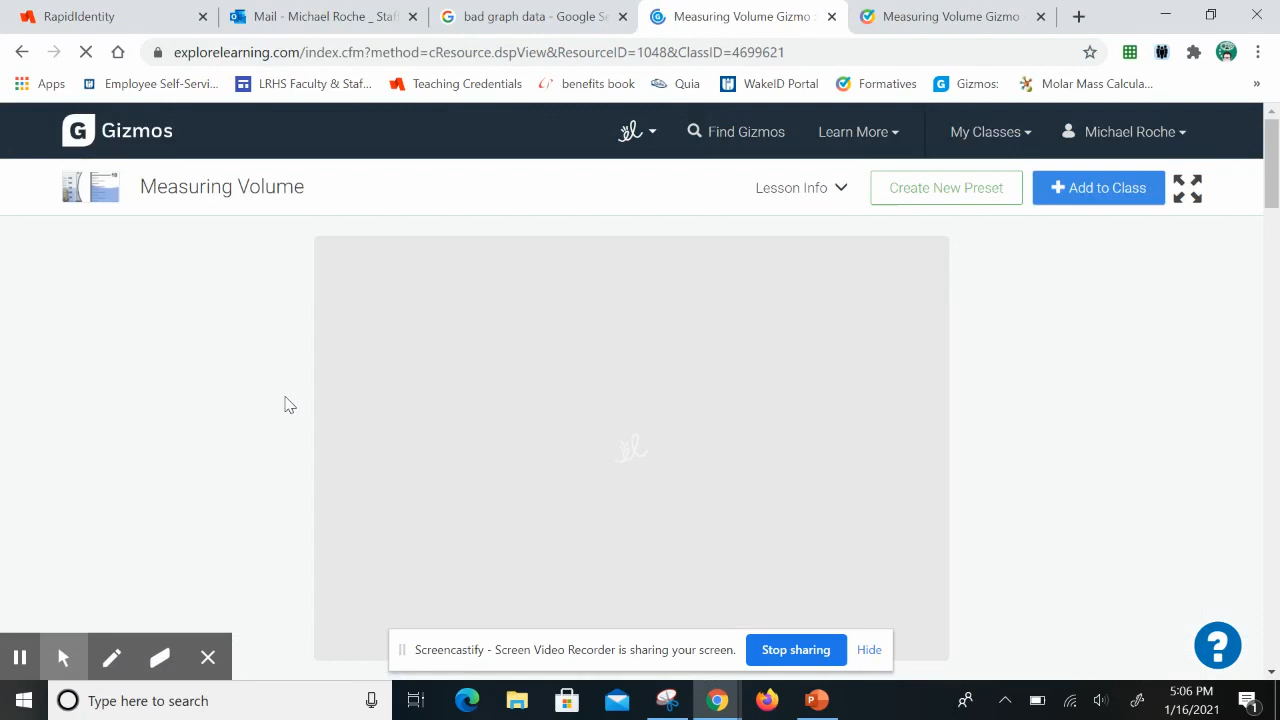 RapidIdentity
Mail - Michael Roche _ Staf
bad graph data - Google Se
Measuring Volume Gizmo :
Measuring Volume Gizmo
explorelearning.com/index.cfm?method=cResource.dspView&ResourceID=1048&ClassID=4699621
Apps
Employee Self-Servi...
LRHS Faculty & Staf...
Teaching Credentials
benefits book
Quia
WakeID Portal
Formatives
Gizmos:
Molar Mass Calcula...
»
G Gizmos
Find Gizmos
Learn More
My Classes
Michael Roche
Measuring Volume
Lesson Info
Create New Preset
+ Add to Class
el
Screencastify - Screen Video Recorder is sharing your screen.
Stop sharing
Hide
?
Type here to search
5:06 PM
1/16/2021
1